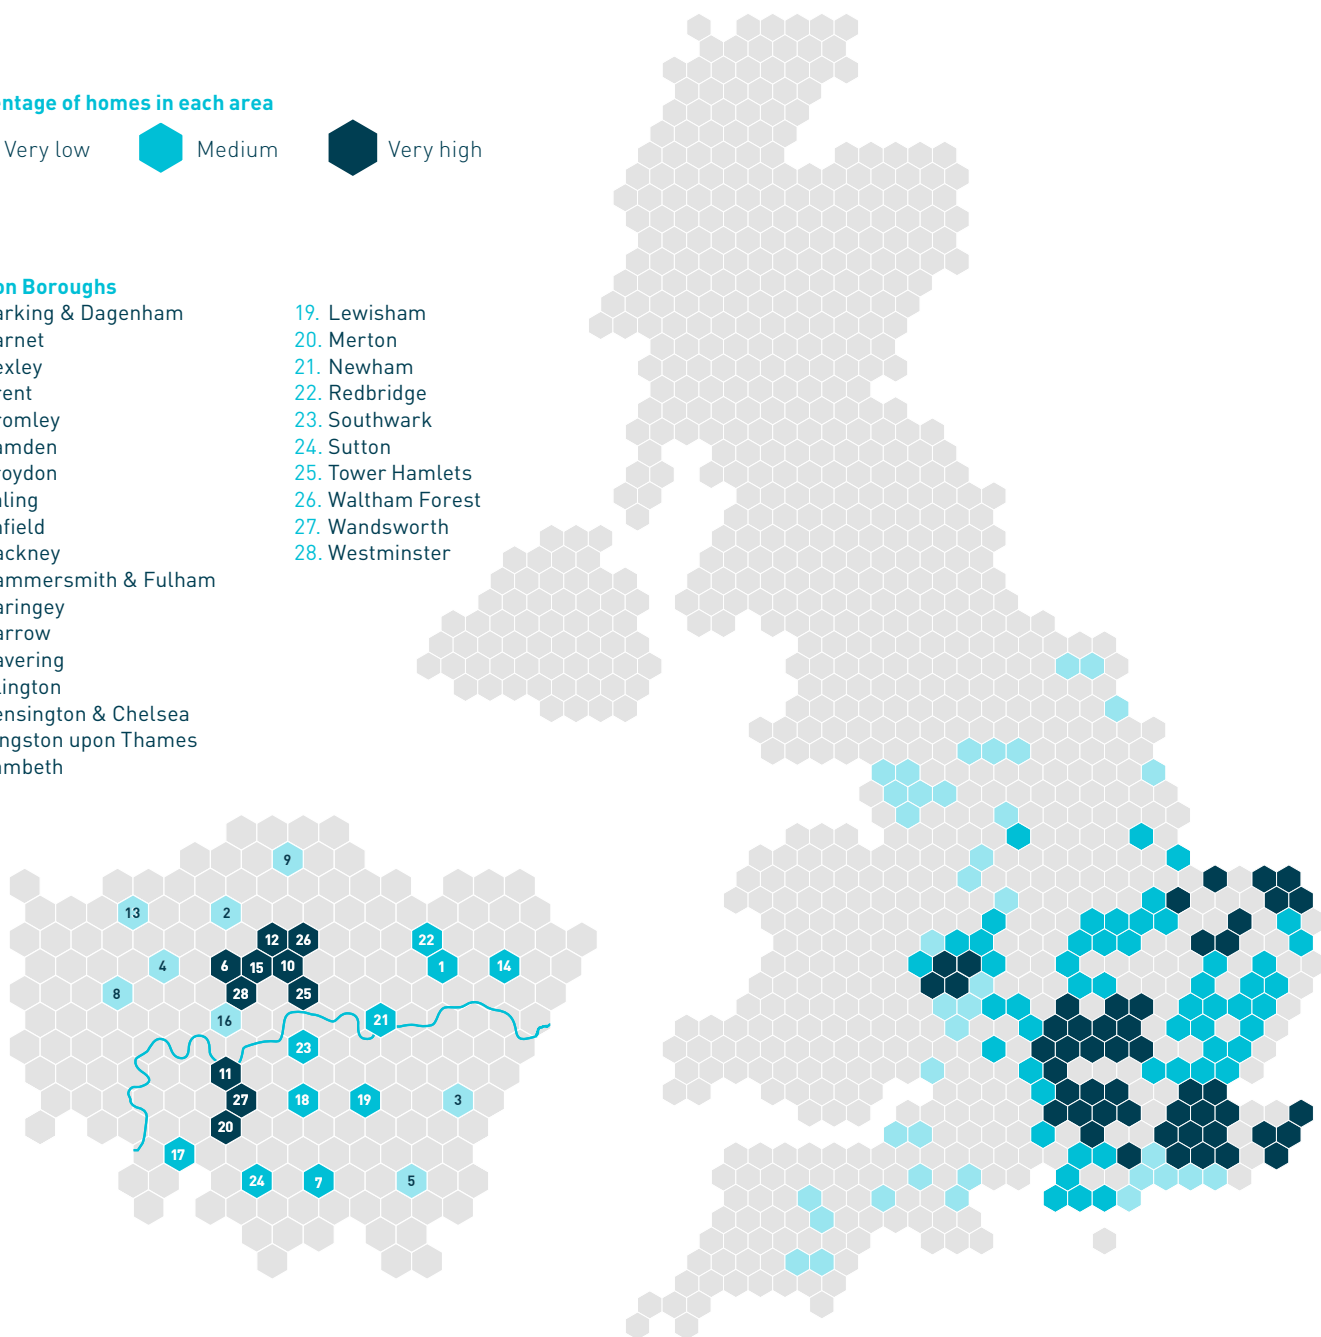 ntage of homes in each area
Very low
Medium
Very high
on Boroughs
arking & Dagenham
arnet
exley
rent
romley
amden
oydon
ling
field
ackney
ammersmith & Fulham
aringey
arrow
avering
lington
ensington & Chelsea
ngston upon Thames
ambeth
19. Lewisham
20. Merton
21. Newham
22. Redbridge
23. Southwark
24. Sutton
25. Tower Hamlets
26. Waltham Forest
27. Wandsworth
28. Westminster
9
13
2
12
26
22
4
6
15
10
1
14
8
28
25
16
21
23
11
27
18
19
3
20
17
24
7
5